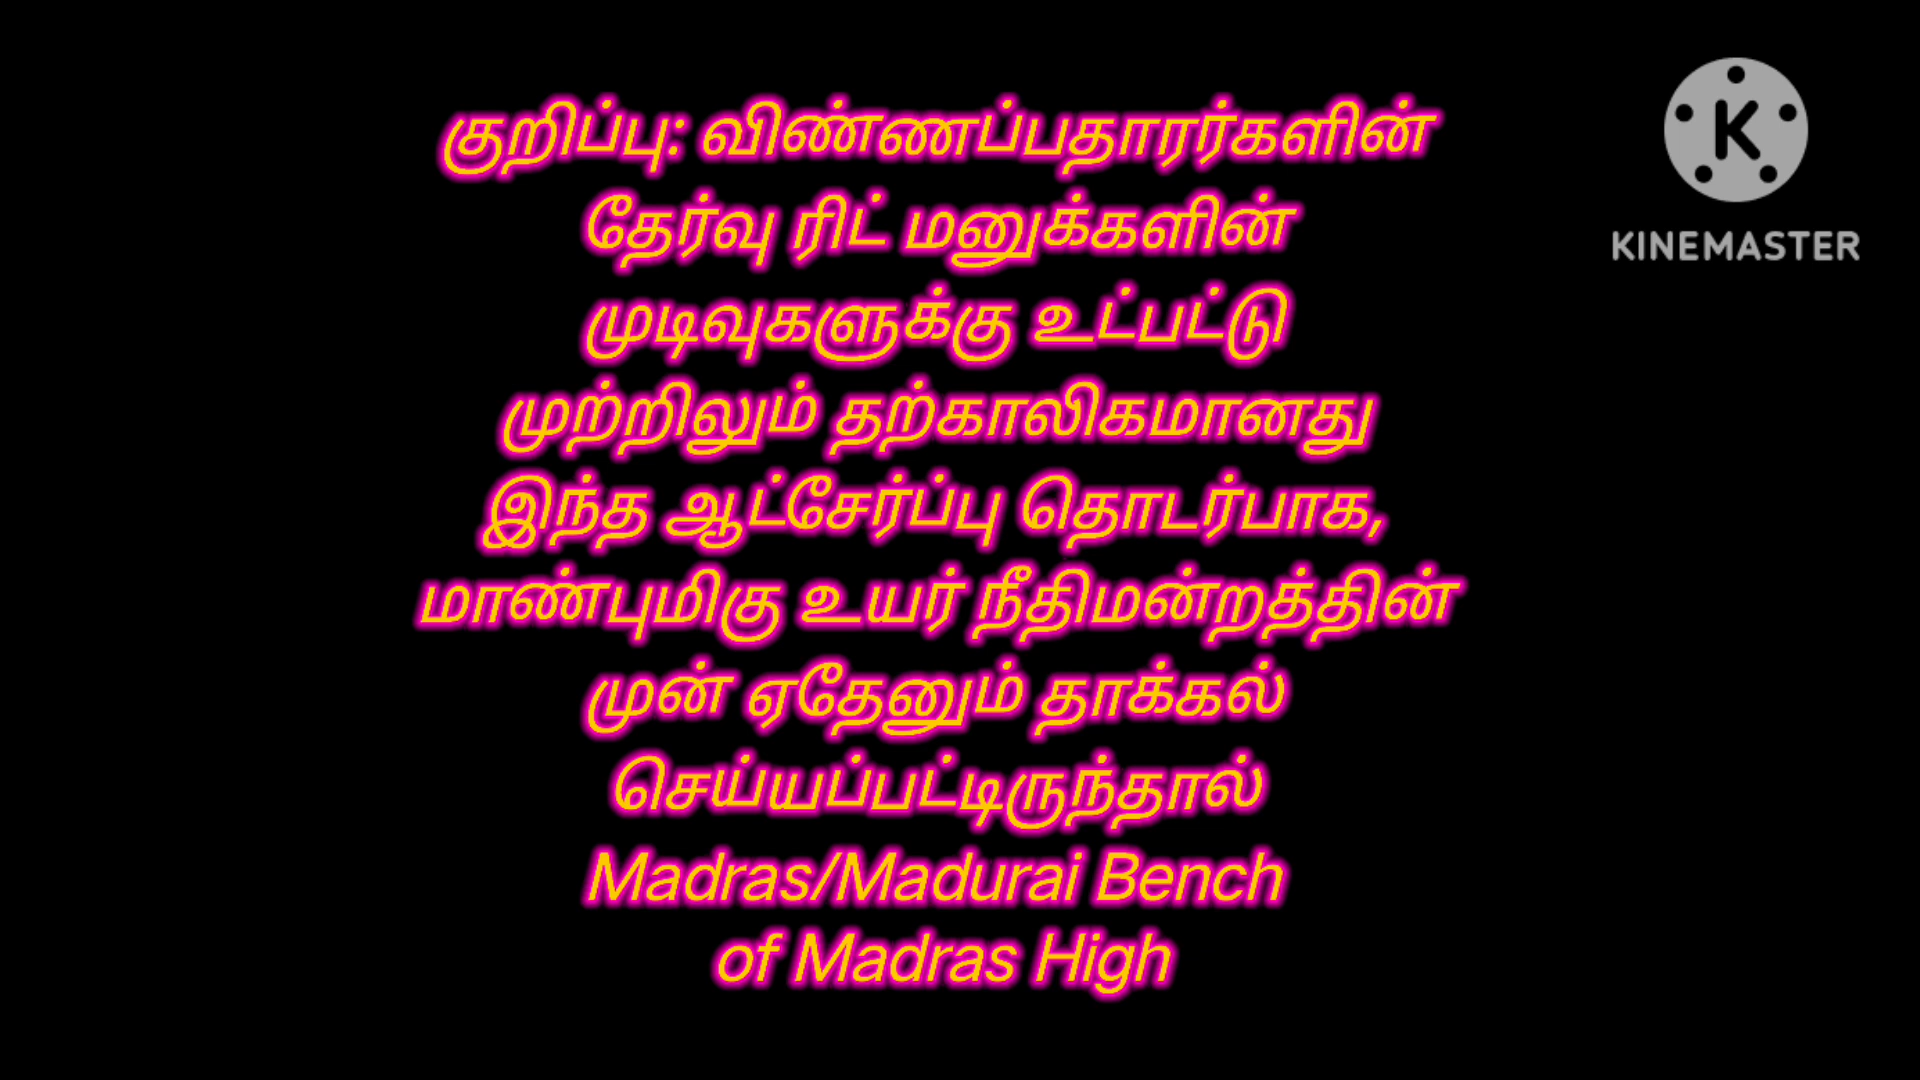 குறிப்பு: விண்ணப்பதாரர்களின்
தேர்வு ரிட் மனுக்களின்
முடிவுகளுக்கு உட்பட்டு
முற்றிலும் தற்காலிகமானது
இந்த ஆட்சேர்ப்பு தொடர்பாக,
மாண்புமிகு உயர் நீதிமன்றத்தின்
முன் ஏதேனும் தாக்கல்
செய்யப்பட்டிருந்தால்
Madras/Madurai Bench
of Madras High
K
KINEMASTER